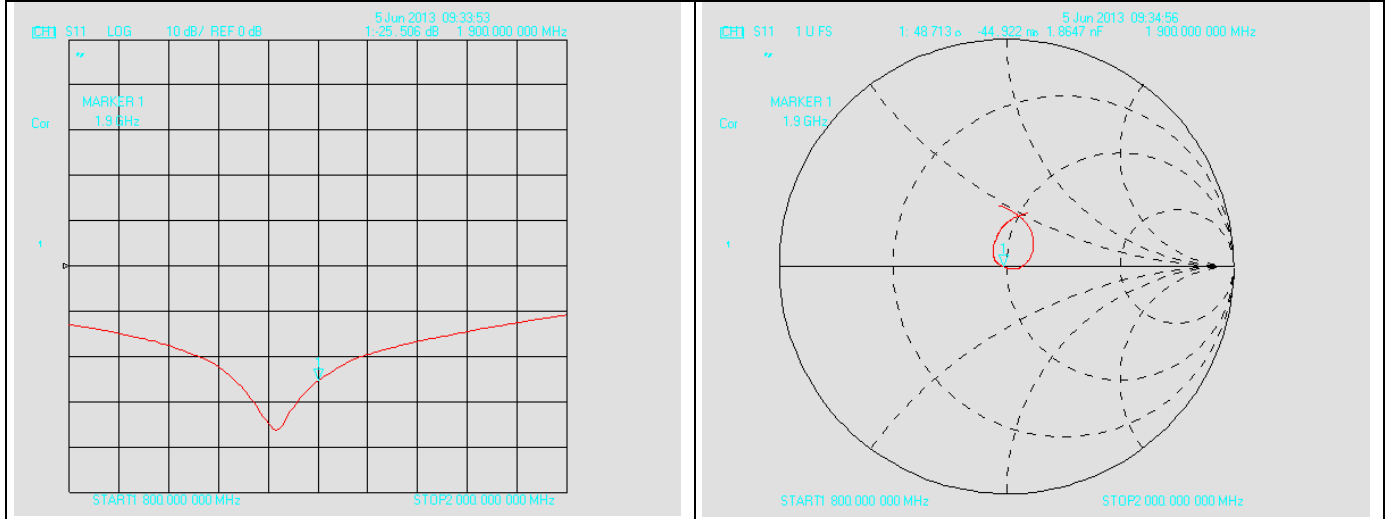 5 Jun 2013 09:33:53
CH1 S11 LOG 10 dB/ REF 0 dB 1:-25.506 dB 1 900.000 000 MHz
MARKER 1
1.9 GHz
Cor
1
1
START1 800.000 000 MHz STOP2 000.000 000 MHz
5 Jun 2013 09:34:56
CH1 S11 1 U FS 1: 48.713 -44.922 1.8647 nF 1 900.000 000 MHz
MARKER 1
1.9 GHz
Cor
1
1
START1 800.000 000 MHz STOP2 000.000 000 MHz